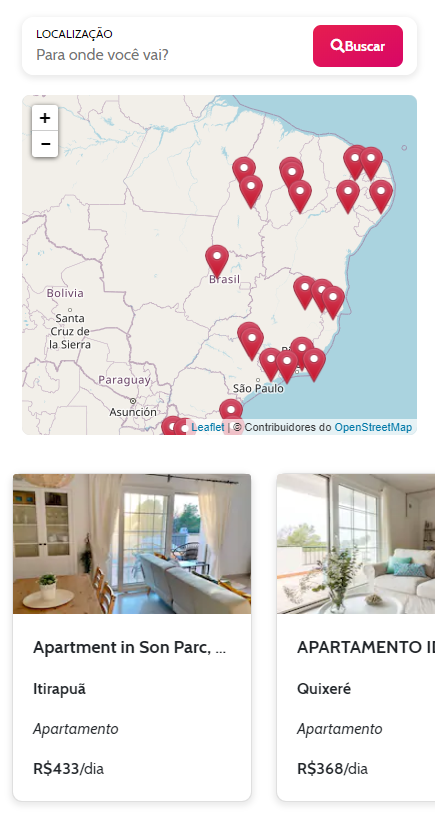 LOCALIZAÇÃO
Para onde você vai?
Buscar
+
−
Brasil
Bolivia
Santa
Cruz de
la Sierra
Paraguay
São Paulo
Asunción
Leaflet | © Contribuidores do OpenStreetMap
Apartment in Son Parc, ...
Itirapuã
Apartamento
R$433/dia
APARTAMENTO
Quixeré
Apartamento
R$368/dia